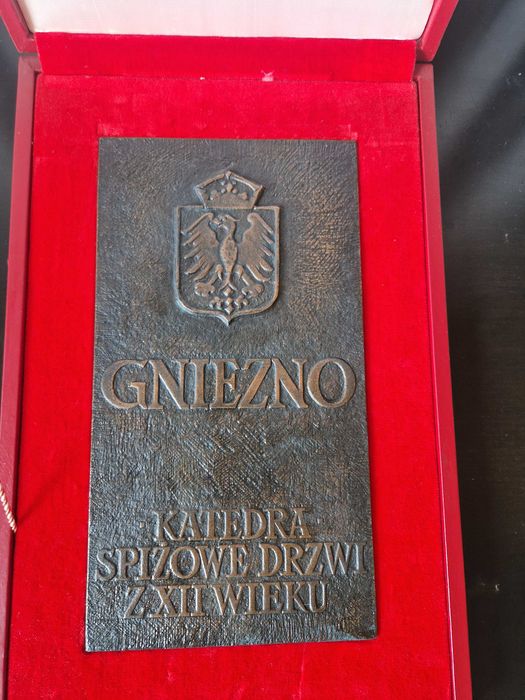 GNIEZNO
·KATEDRA·
SPIŻOWE DRZWI
Z XII WIEKU